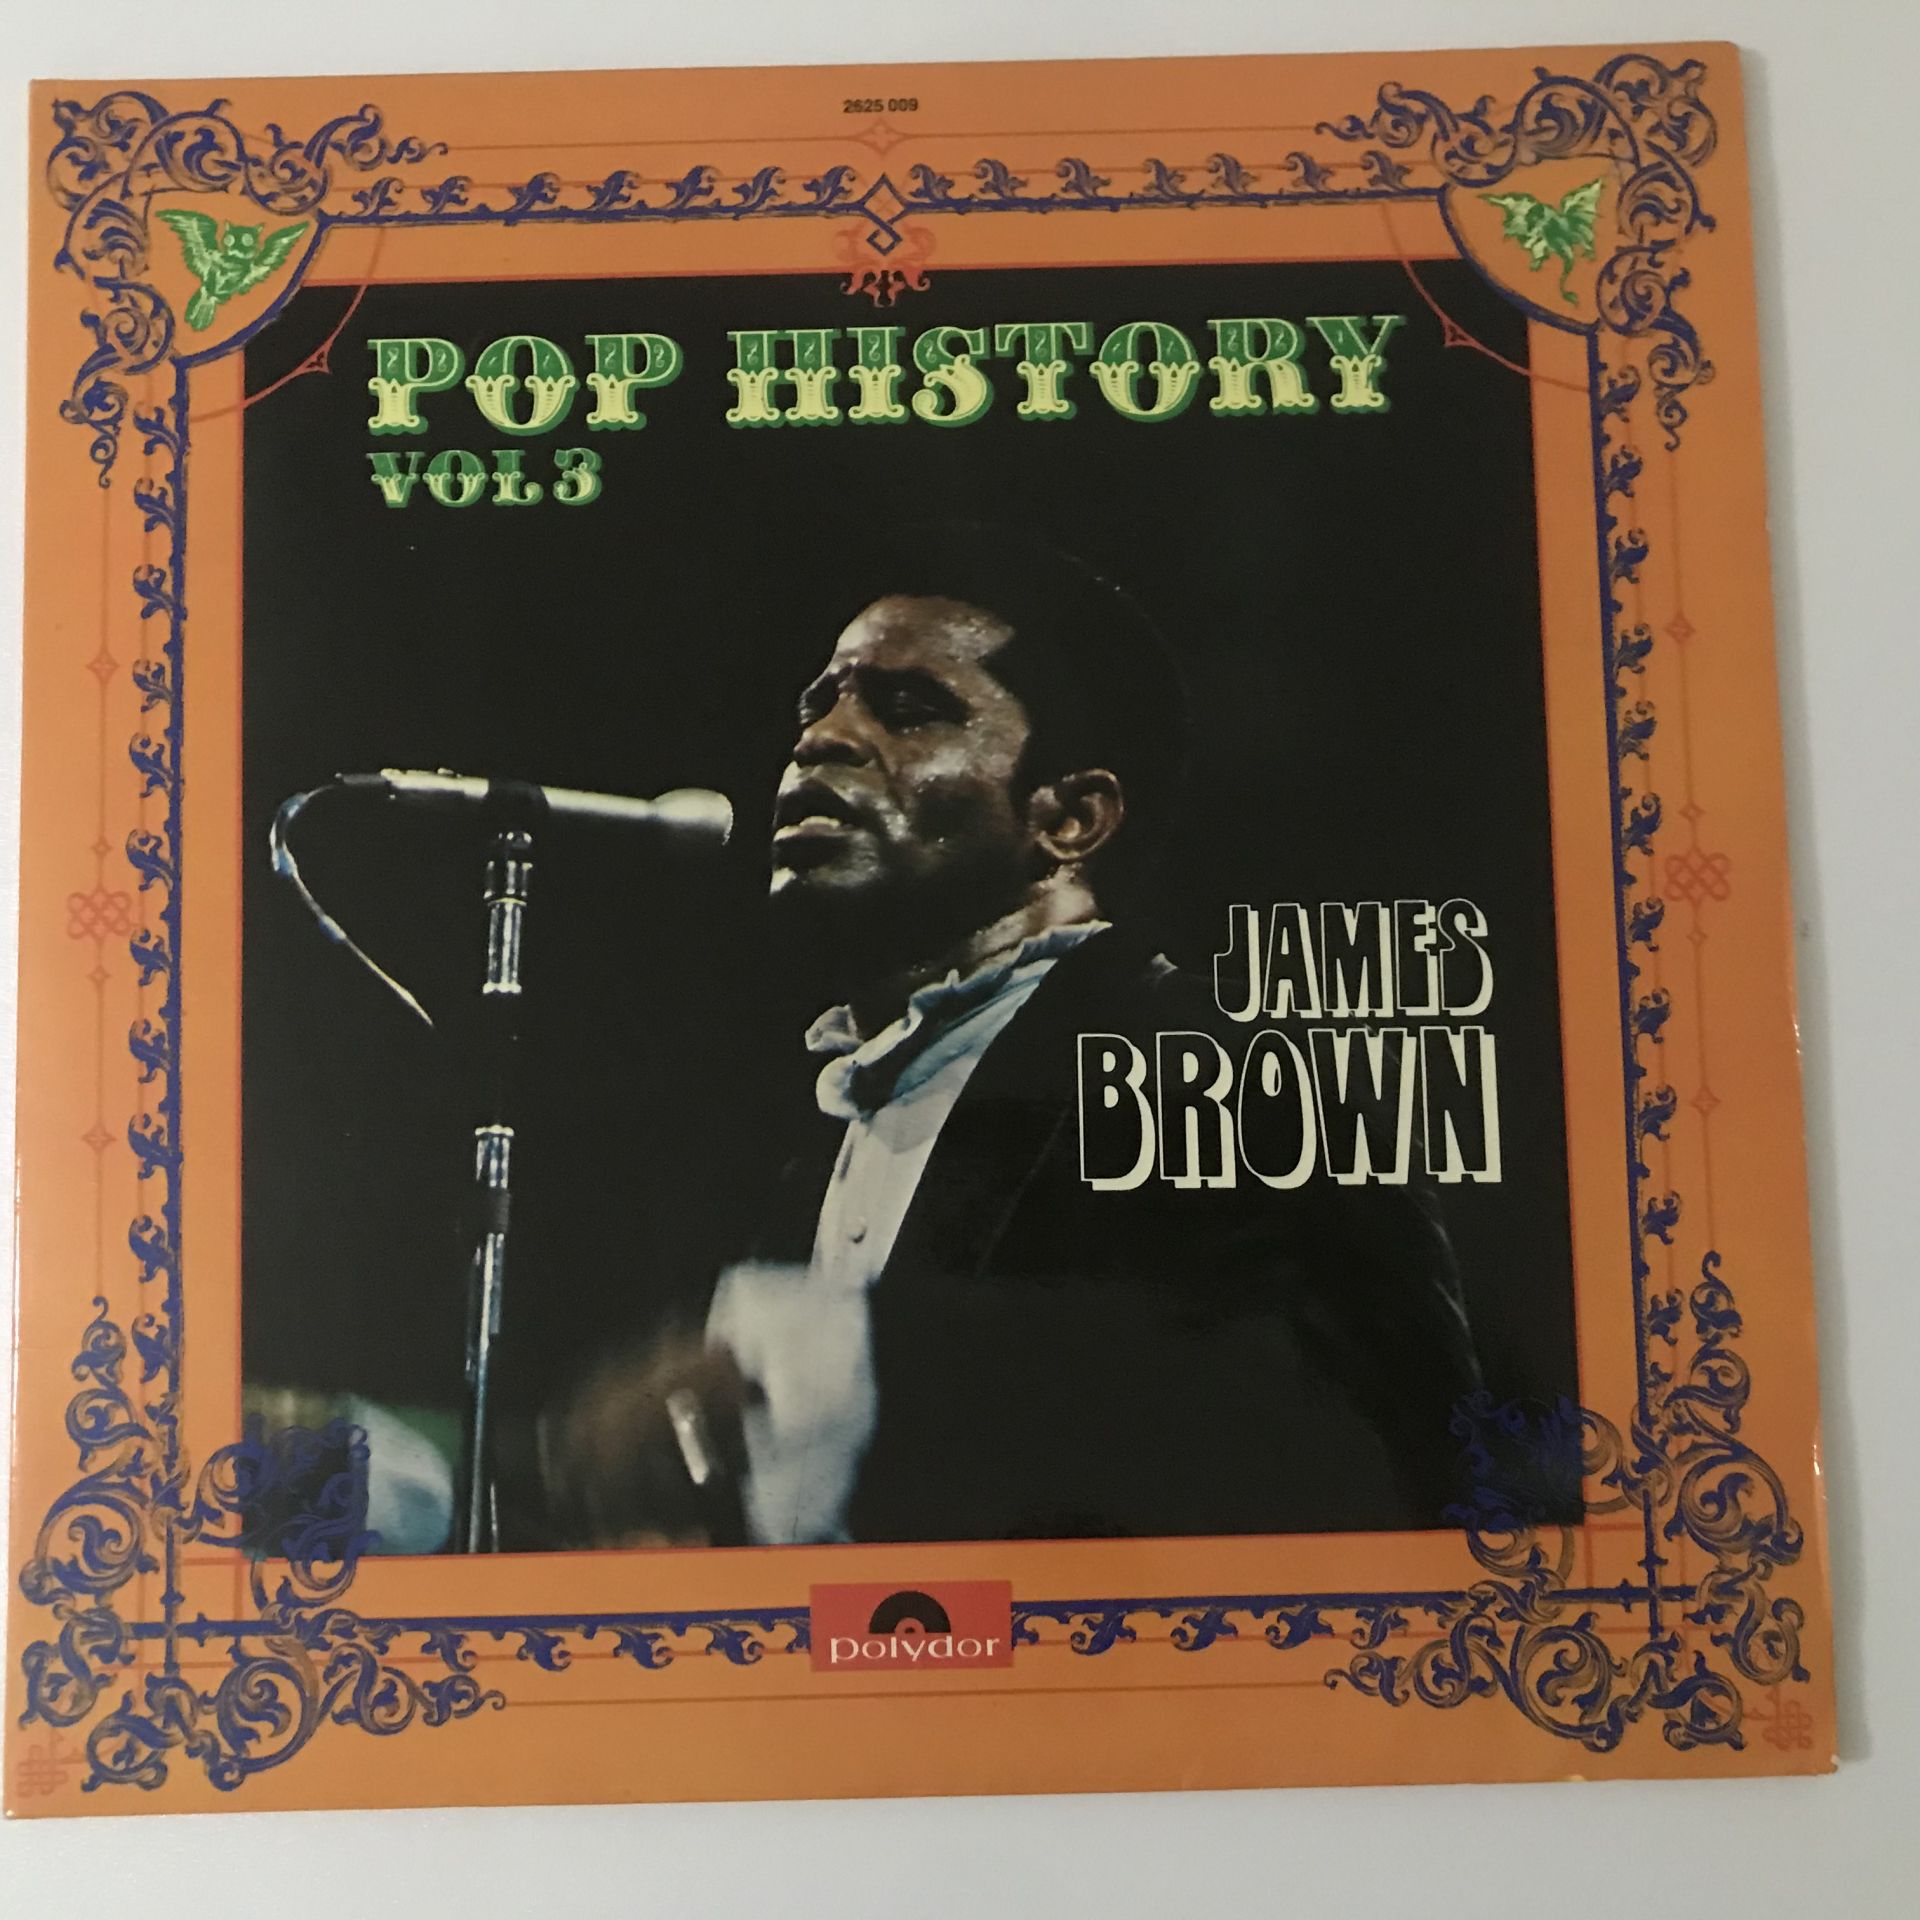 2625 009
POP HISTORY
VOL 3
JAMES
BROWN
polydor